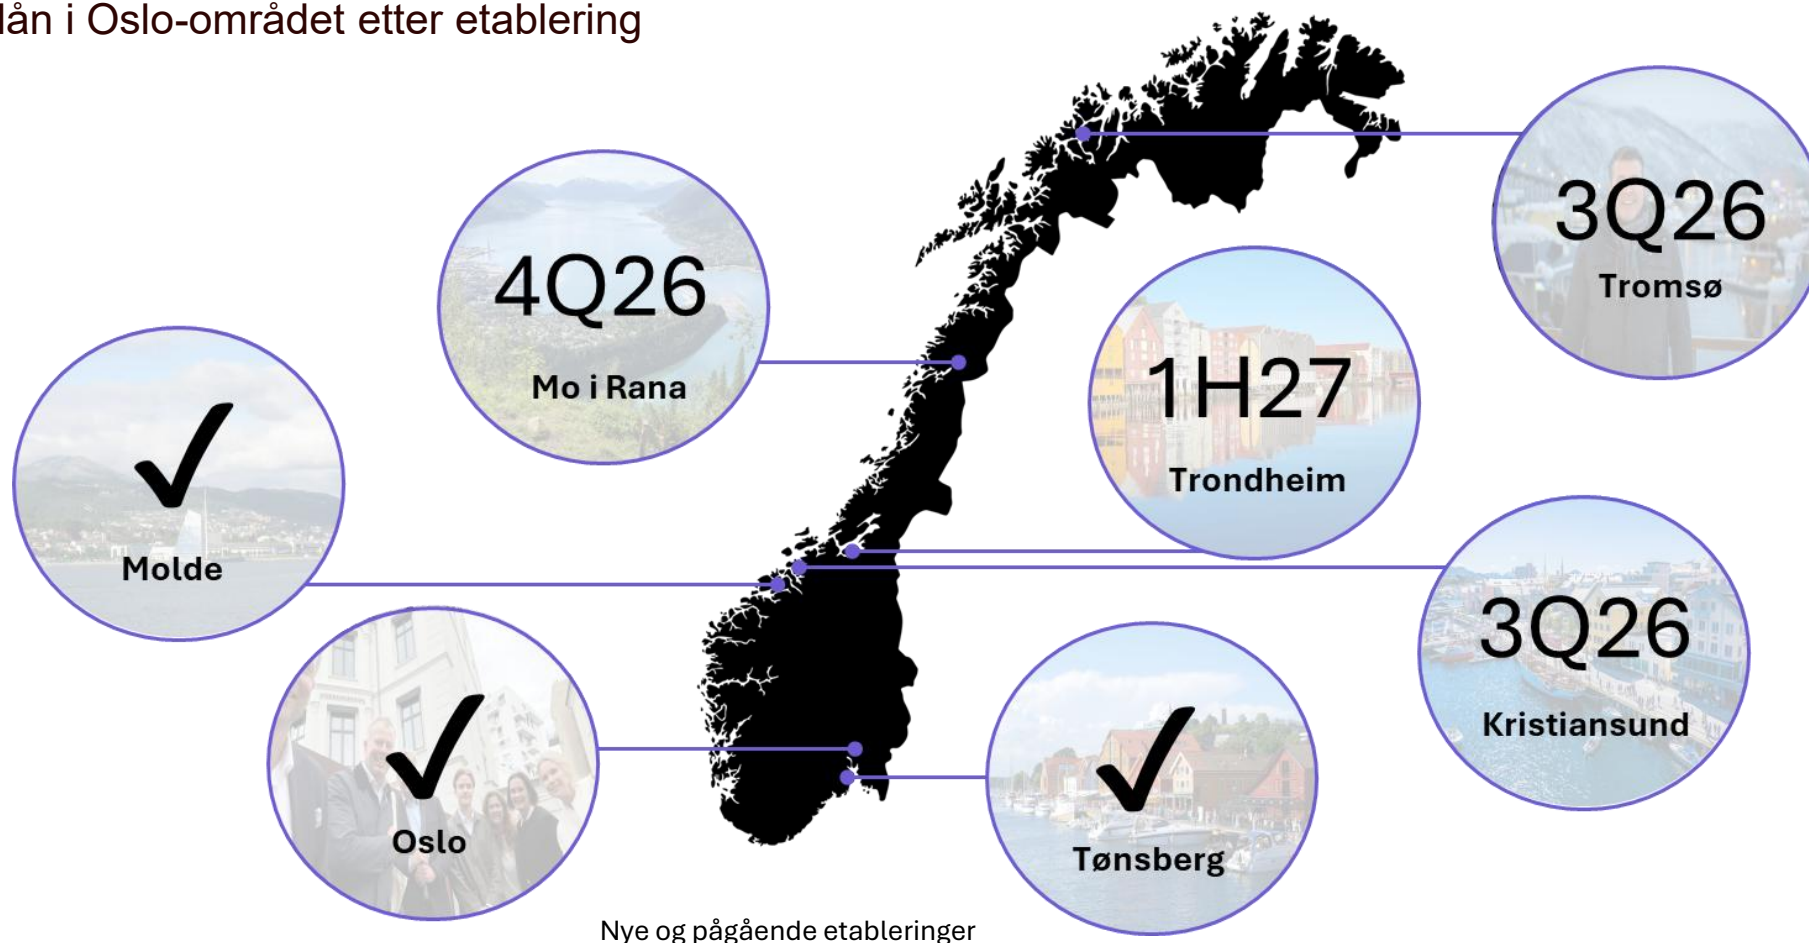 lån i Oslo-området etter etablering
3Q26
Tromsø
4Q26
Mo i Rana
1H27
Trondheim
✓
Molde
3Q26
Kristiansund
✓
Oslo
✓
Tønsberg
Nye og pågående etableringer